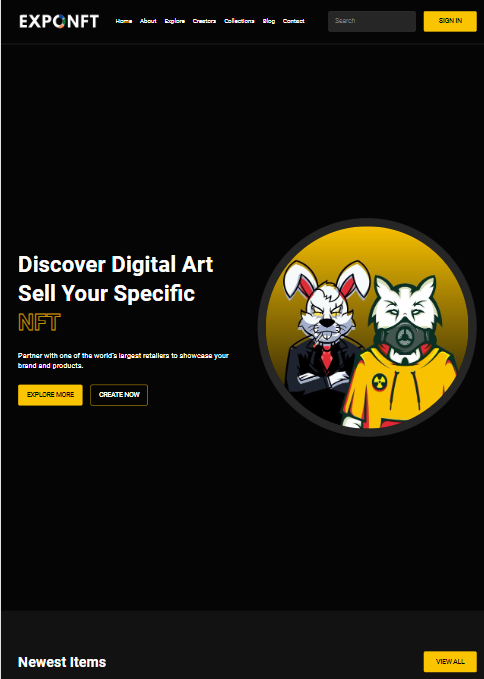 EXPONFT
Home About Explore Creators Collections Blog Contact
Search
SIGN IN
Discover Digital Art
Sell Your Specific
NFT
Partner with one of the world's largest retailers to showcase your
brand and products.
EXPLORE MORE
CREATE NOW
Newest Items
VIEW ALL